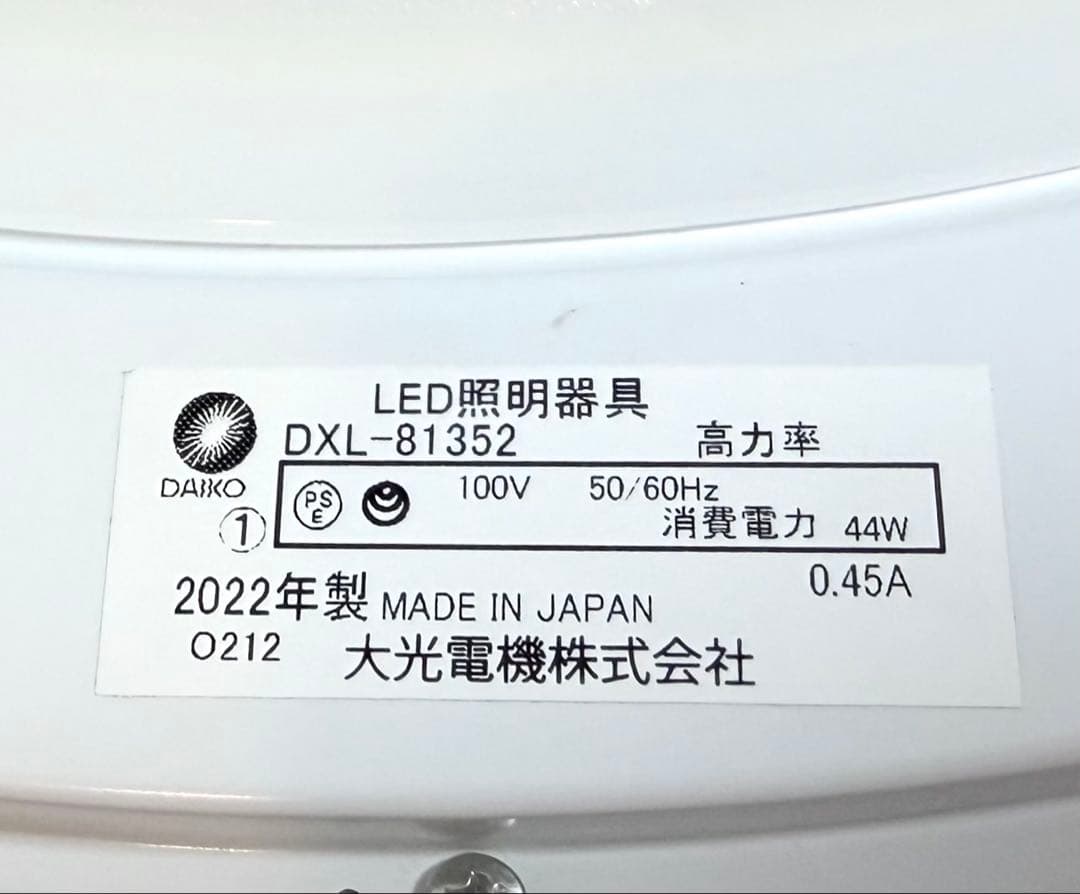 LED照明器具
DAIKO
DXL-81352 高力率
①
PS
E
100V 50/60Hz
消費電力 44W
0.45A
2022年製 MADE IN JAPAN
O212
大光電機株式会社